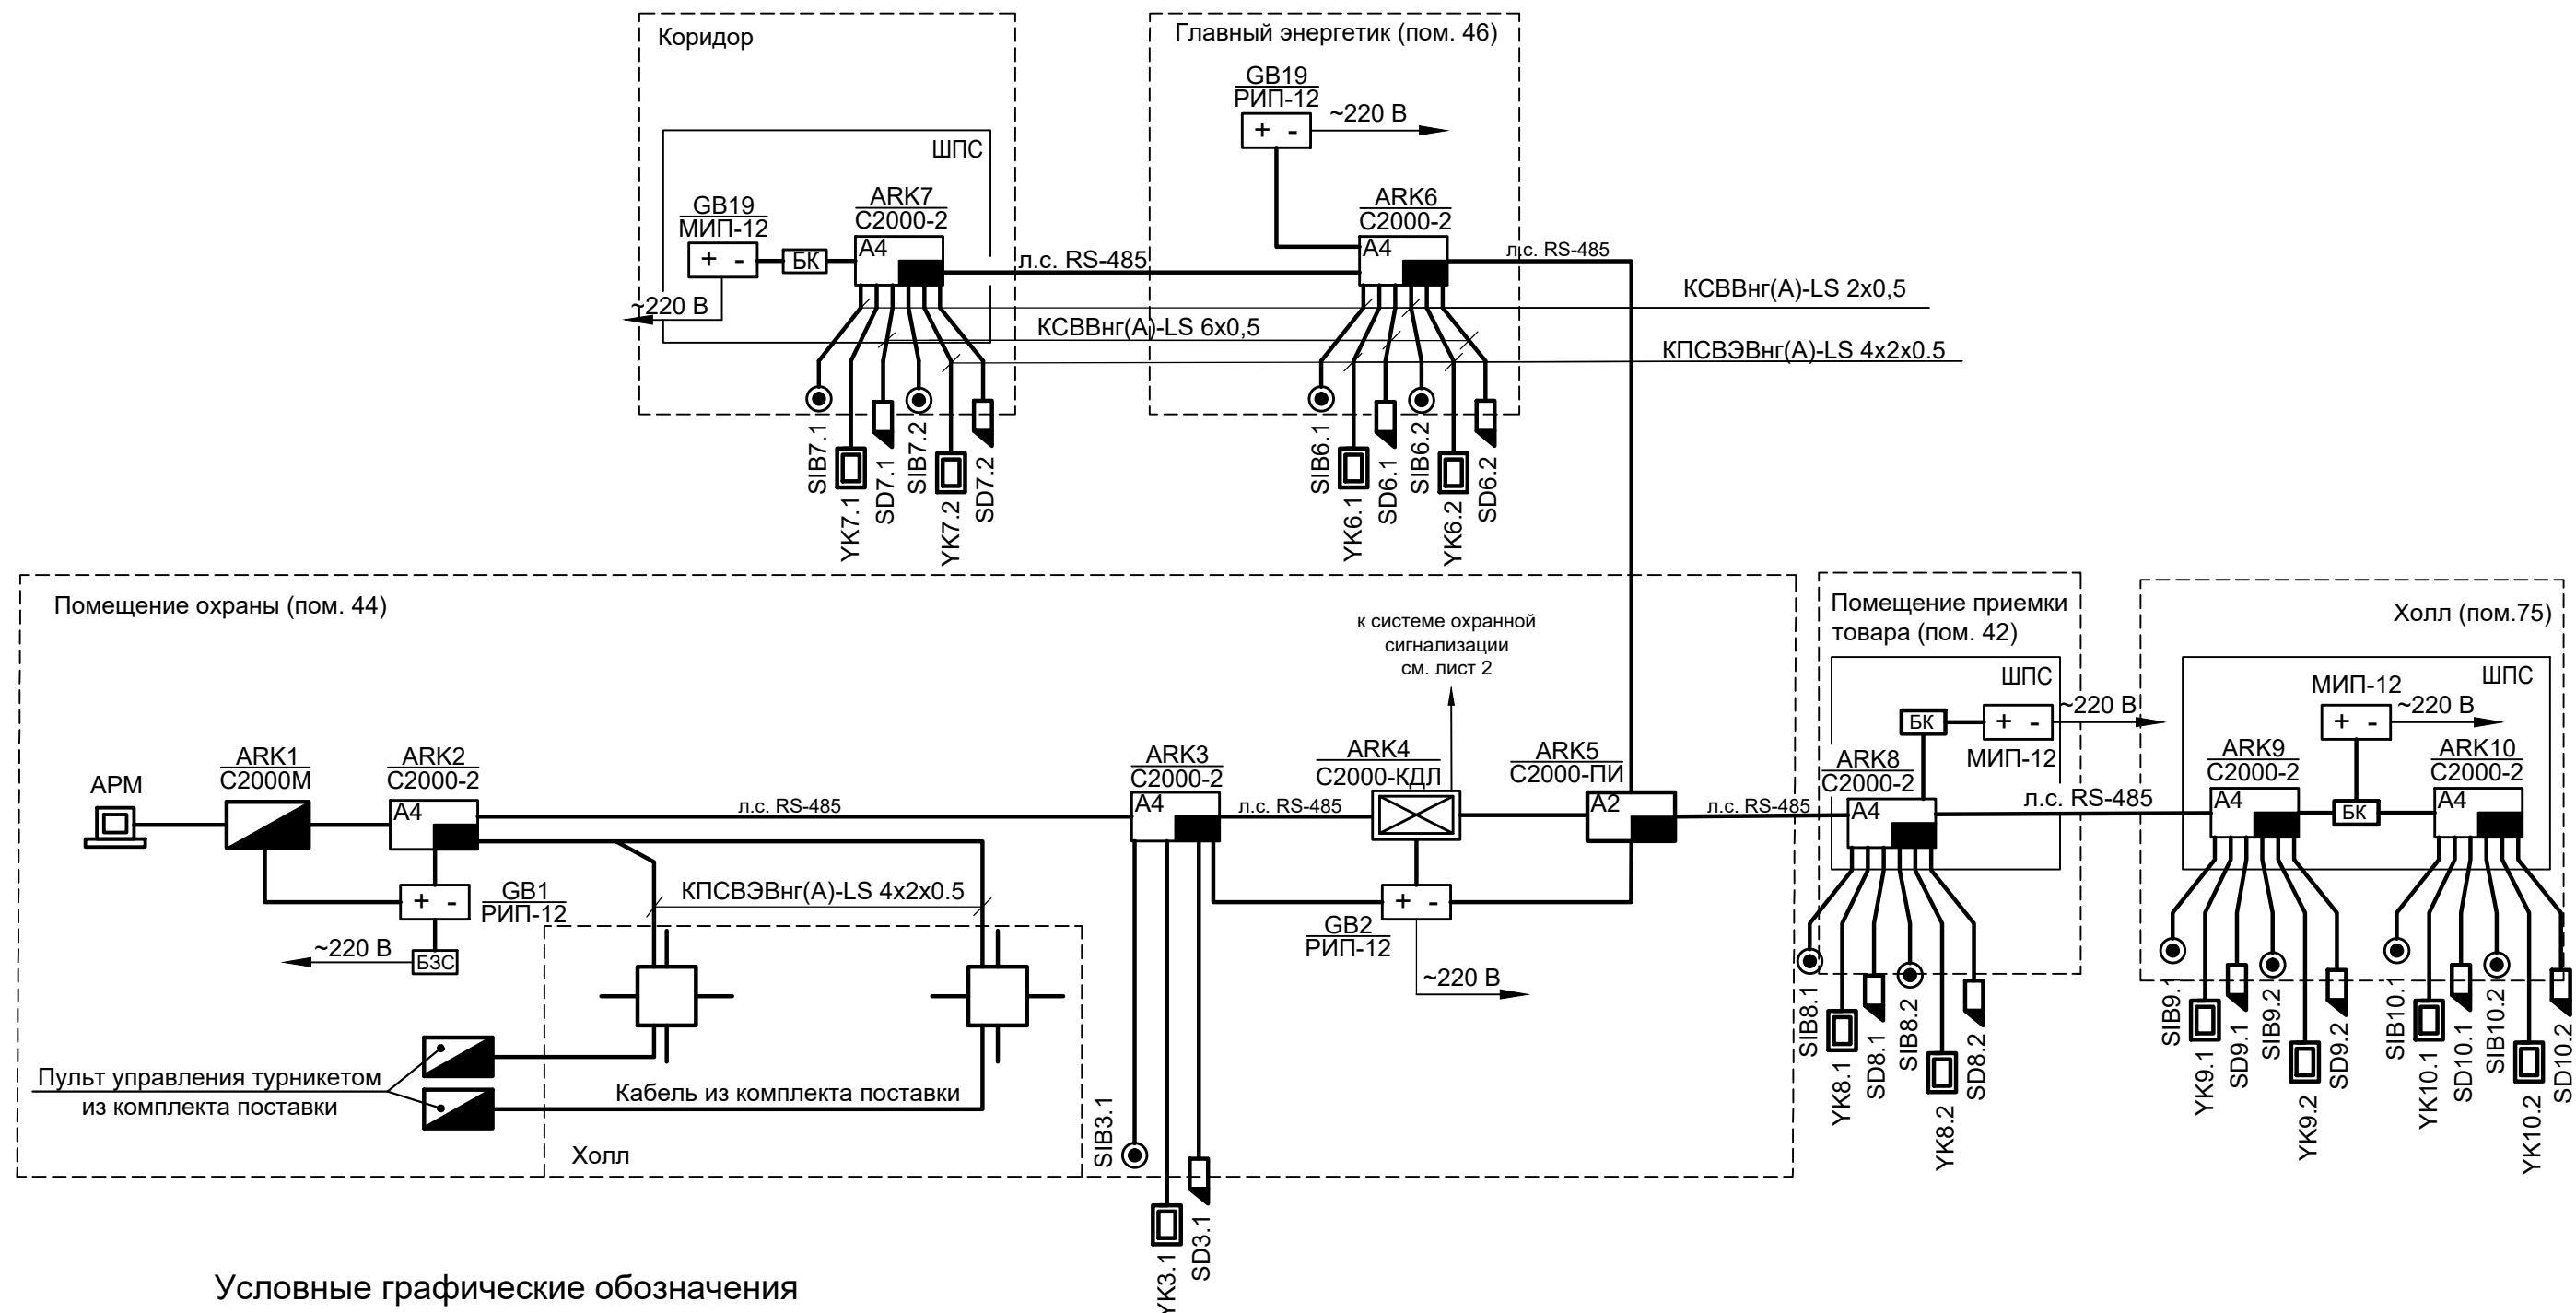 Коридор
Главный энергетик (пом. 46)
GB19
РИП-12
~220 В
ШПС
GB19
МИП-12
БК
ARK7
С2000-2
А4
~220 В
ARK6
С2000-2
А4
л.с. RS-485
л.с. RS-485
КСВВнг(А)-LS 2х0,5
КСВВнг(А)-LS 6х0,5
КПСВЭВнг(А)-LS 4х2х0.5
SIB7.1
YK7.1
SD7.1
SIB7.2
YK7.2
SD7.2
SIB6.1
YK6.1
SD6.1
SIB6.2
YK6.2
SD6.2
Помещение охраны (пом. 44)
к системе охранной
сигнализации
см. лист 2
Помещение приемки
товара (пом. 42)
Холл (пом.75)
ШПС
БК
МИП-12
~220 В
ШПС
МИП-12
~220 В
АРМ
ARK1
С2000М
ARK2
С2000-2
А4
л.с. RS-485
ARK3
С2000-2
А4
л.с. RS-485
ARK4
С2000-КДЛ
ARK5
С2000-ПИ
А2
л.с. RS-485
ARK8
С2000-2
А4
л.с. RS-485
ARK9
С2000-2
А4
БК
ARK10
С2000-2
А4
GB1
РИП-12
БЗС
~220 В
КПСВЭВнг(А)-LS 4х2х0.5
GB2
РИП-12
~220 В
Пульт управления турникетом
из комплекта поставки
Кабель из комплекта поставки
Холл
SIB3.1
YK3.1
SD3.1
SIB8.1
YK8.1
SD8.1
SIB8.2
YK8.2
SD8.2
SIB9.1
YK9.1
SD9.1
SIB9.2
YK9.2
SD9.2
SIB10.1
YK10.1
SD10.1
SIB10.2
YK10.2
SD10.2
Условные графические обозначения